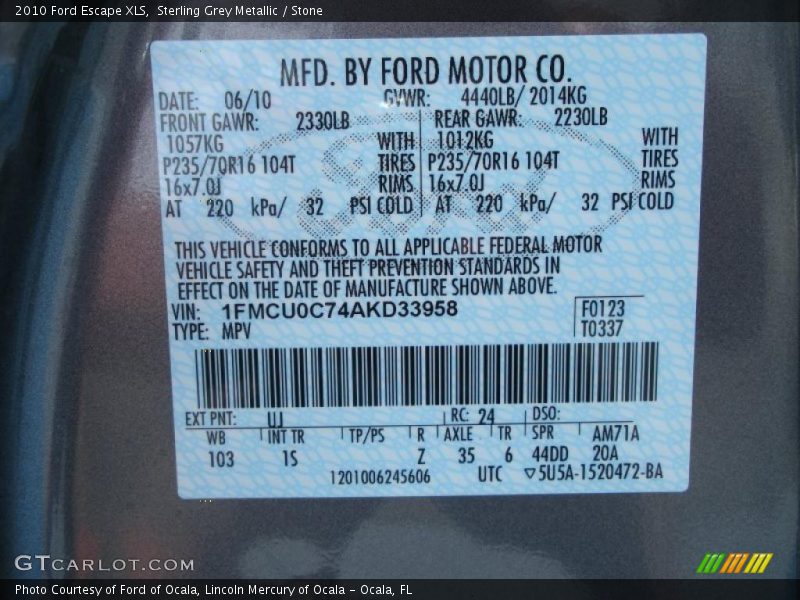 2010 Ford Escape XLS, Sterling Grey Metallic / Stone
MFD. BY FORD MOTOR CO.
DATE: 06/10 GVWR: 4440LB/ 2014KG
FRONT GAWR: 2330LB REAR GAWR: 2230LB
1057KG WITH 1012KG WITH
P235/70R16 104T TIRES P235/70R16 104T TIRES
16x7.0J RIMS 16x7.0J RIMS
AT 220 kPa/ 32 PSI COLD AT 220 kPa/ 32 PSI COLD
THIS VEHICLE CONFORMS TO ALL APPLICABLE FEDERAL MOTOR
VEHICLE SAFETY AND THEFT PREVENTION STANDARDS IN
EFFECT ON THE DATE OF MANUFACTURE SHOWN ABOVE.
VIN: 1FMCU0C74AKD33958 F0123
TYPE: MPV T0337
EXT PNT: UJ RC: 24 DSO:
WB INT TR TP/PS R AXLE TR SPR AM71A
103 1S Z 35 6 44DD 20A
1201006245606 UTC ▽5U5A-1520472-BA
GTCARLOT.COM
Photo Courtesy of Ford of Ocala, Lincoln Mercury of Ocala – Ocala, FL